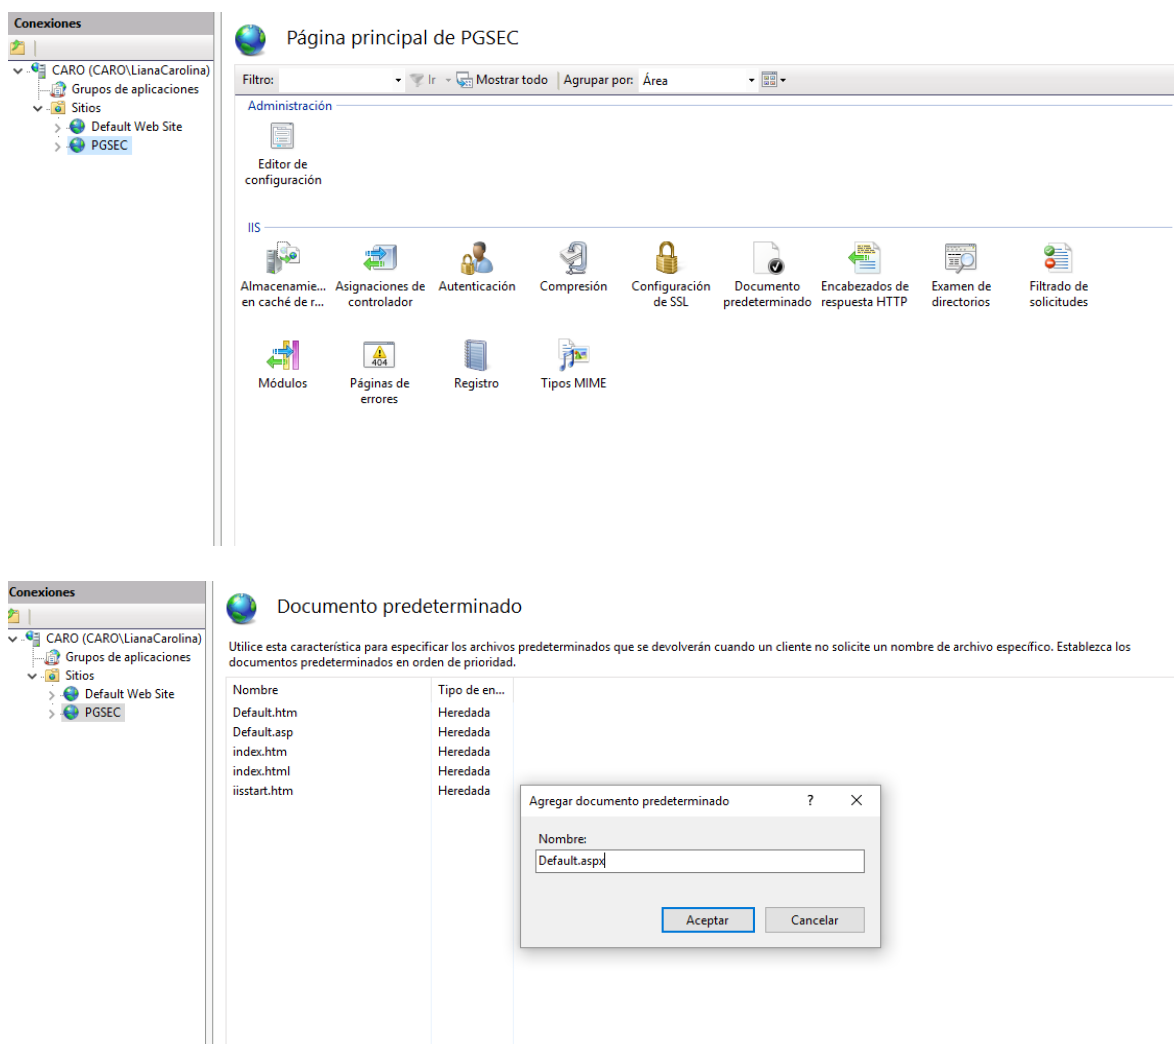 Conexiones
CARO (CARO\LianaCarolina)
Grupos de aplicaciones
Sitios
Default Web Site
PGSEC
Página principal de PGSEC
Filtro:
Ir
Mostrar todo
Agrupar por:
Área
Administración
Editor de
configuración
IIS
Almacenamie...
en caché de r...
Asignaciones de
controlador
Autenticación
Compresión
Configuración
de SSL
Documento
predeterminado
Encabezados de
respuesta HTTP
Examen de
directorios
Filtrado de
solicitudes
Módulos
404
Páginas de
errores
Registro
Tipos MIME
Conexiones
CARO (CARO\LianaCarolina)
Grupos de aplicaciones
Sitios
Default Web Site
PGSEC
Documento predeterminado
Utilice esta característica para especificar los archivos predeterminados que se devolverán cuando un cliente no solicite un nombre de archivo específico. Establezca los
documentos predeterminados en orden de prioridad.
Nombre Tipo de en...
Default.htm Heredada
Default.asp Heredada
index.htm Heredada
index.html Heredada
iisstart.htm Heredada
Agregar documento predeterminado ?
Nombre:
Default.aspx
Aceptar Cancelar